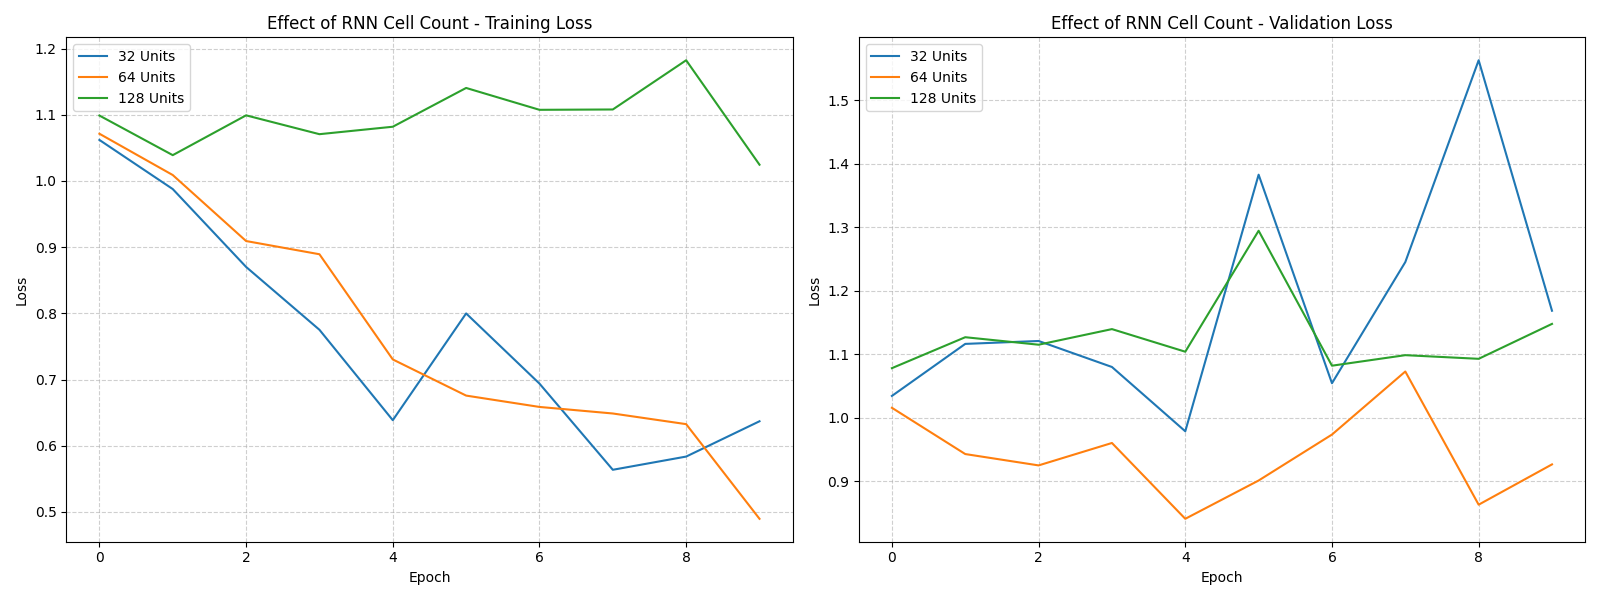 Effect of RNN Cell Count - Training Loss
32 Units
64 Units
128 Units
1.2
1.1
1.0
0.9
0.8
0.7
0.6
0.5
Loss
0 2 4 6 8
Epoch
Effect of RNN Cell Count - Validation Loss
32 Units
64 Units
128 Units
1.5
1.4
1.3
1.2
1.1
1.0
0.9
Loss
0 2 4 6 8
Epoch